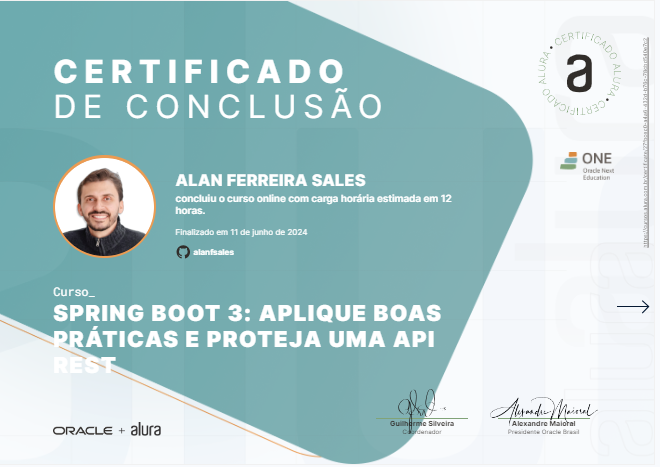 CERTIFICADO
DE CONCLUSÃO
CERTIFICADO ALURA • CERTIFICADO ALURA •
a
ONE
Oracle Next
Education
ALAN FERREIRA SALES
concluiu o curso online com carga horária estimada em 12
horas.
Finalizado em 11 de junho de 2024
alanfsales
Curso_
SPRING BOOT 3: APLIQUE BOAS
PRÁTICAS E PROTEJA UMA API
REST
ORACLE + alura
Guilherme Silveira
Coordenador
Alexandre Maioral
Presidente Oracle Brasil